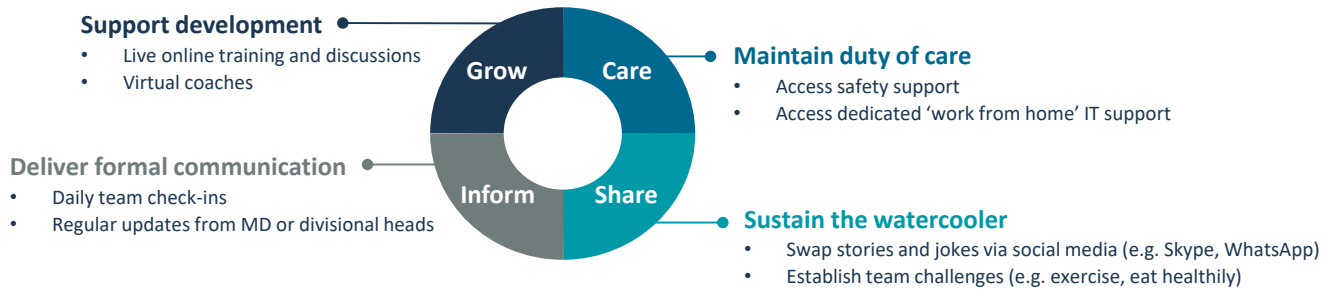 Support development
• Live online training and discussions
• Virtual coaches
Grow
Care
Maintain duty of care
• Access safety support
• Access dedicated ‘work from home’ IT support
Deliver formal communication
• Daily team check-ins
• Regular updates from MD or divisional heads
Inform
Share
Sustain the watercooler
• Swap stories and jokes via social media (e.g. Skype, WhatsApp)
• Establish team challenges (e.g. exercise, eat healthily)